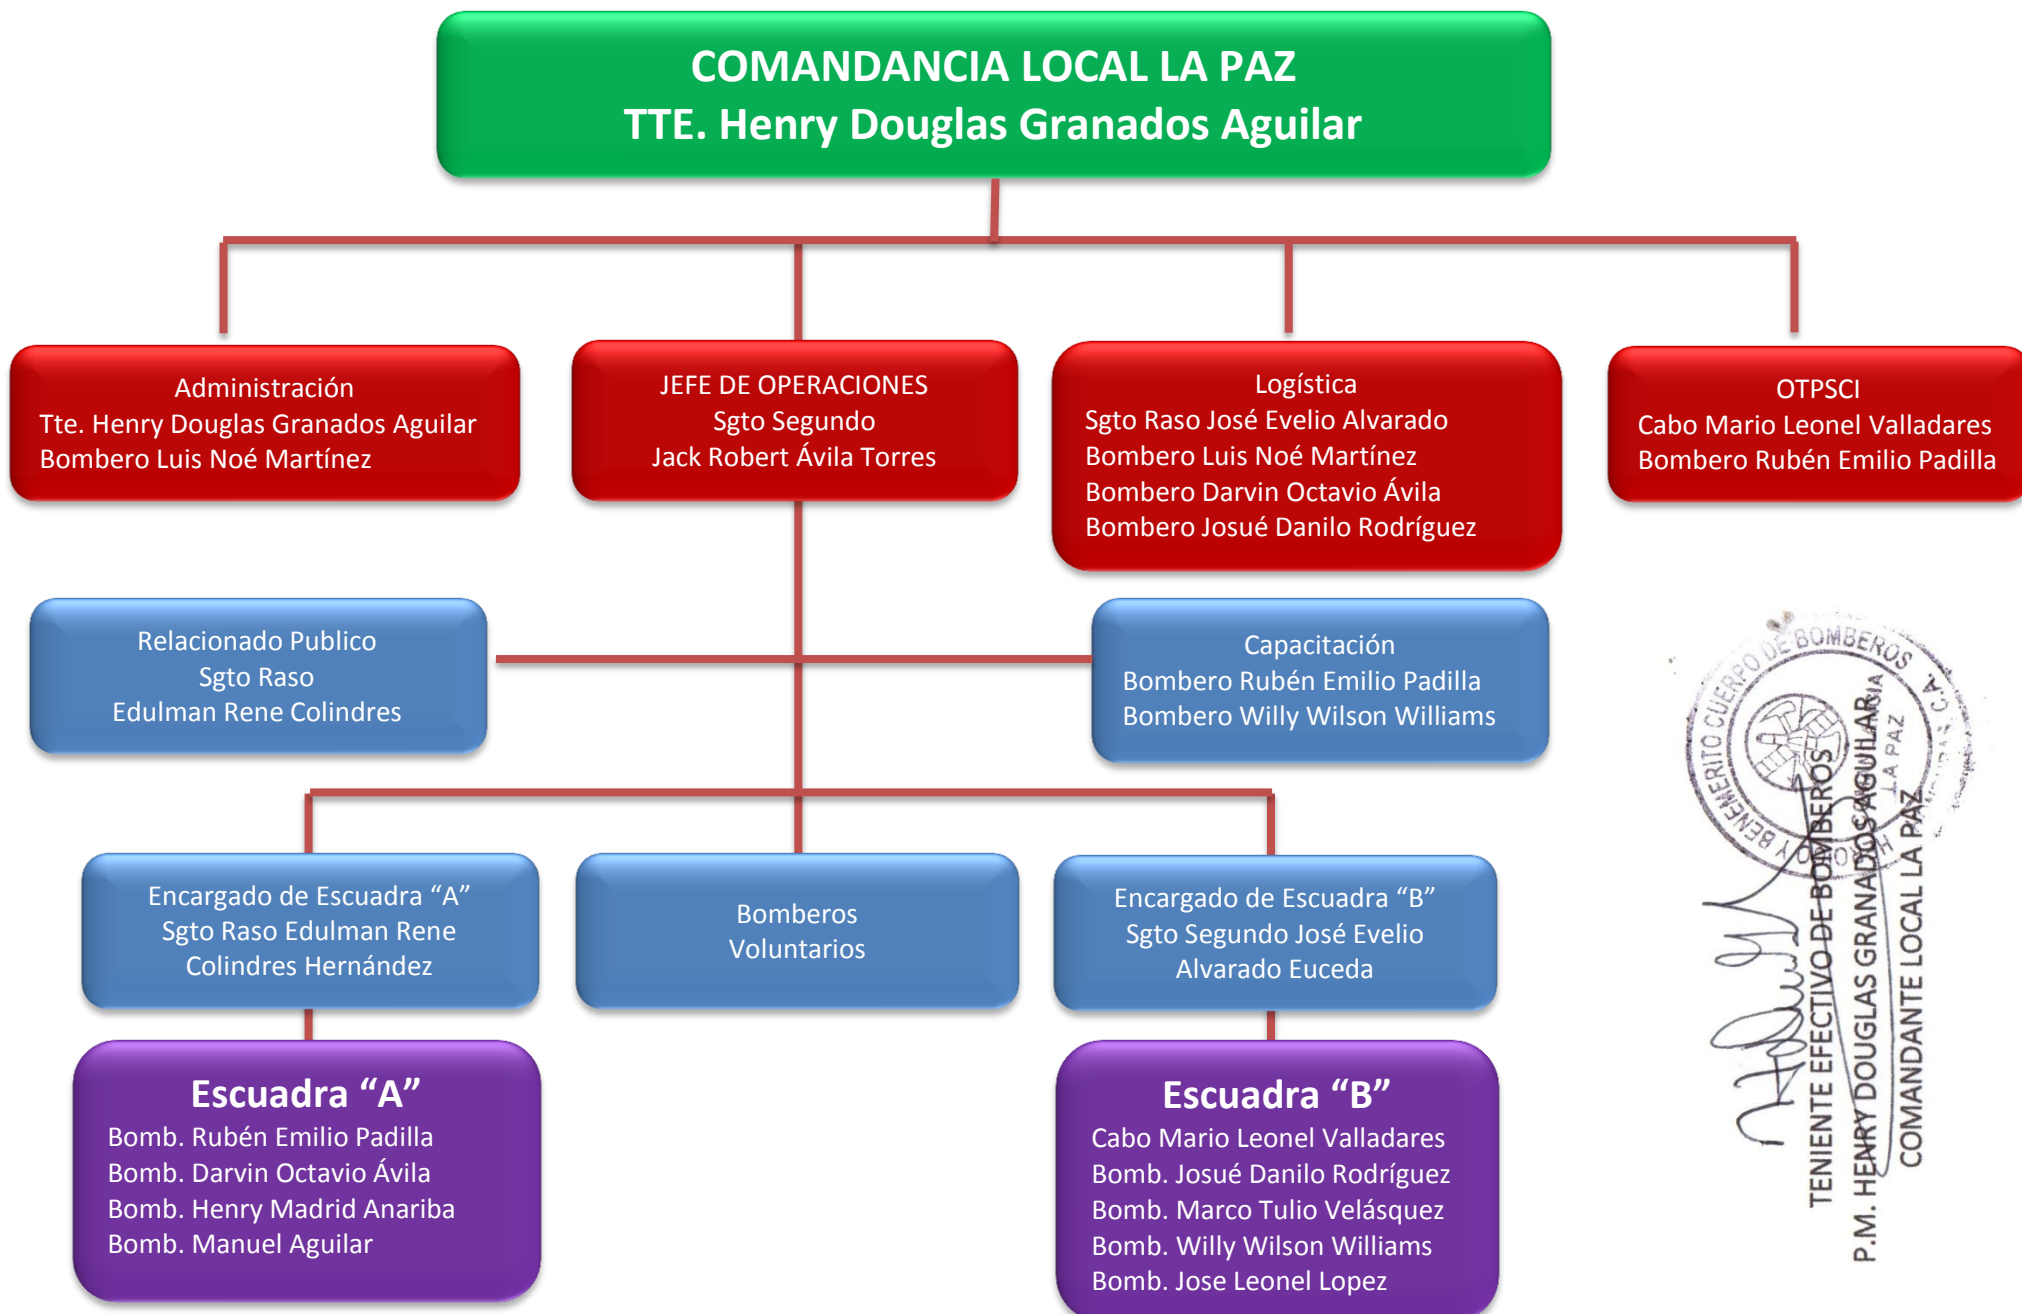 COMANDANCIA LOCAL LA PAZ
TTE. Henry Douglas Granados Aguilar
Administración
Tte. Henry Douglas Granados Aguilar
Bombero Luis Noé Martínez
JEFE DE OPERACIONES
Sgto Segundo
Jack Robert Ávila Torres
Logística
Sgto Raso José Evelio Alvarado
Bombero Luis Noé Martínez
Bombero Darvin Octavio Ávila
Bombero Josué Danilo Rodríguez
OTPSCI
Cabo Mario Leonel Valladares
Bombero Rubén Emilio Padilla
Relacionado Publico
Sgto Raso
Edulman Rene Colindres
Capacitación
Bombero Rubén Emilio Padilla
Bombero Willy Wilson Williams
Encargado de Escuadra “A”
Sgto Raso Edulman Rene
Colindres Hernández
Bomberos
Voluntarios
Encargado de Escuadra “B”
Sgto Segundo José Evelio
Alvarado Euceda
Escuadra “A”
Bomb. Rubén Emilio Padilla
Bomb. Darvin Octavio Ávila
Bomb. Henry Madrid Anariba
Bomb. Manuel Aguilar
Escuadra “B”
Cabo Mario Leonel Valladares
Bomb. Josué Danilo Rodríguez
Bomb. Marco Tulio Velásquez
Bomb. Willy Wilson Williams
Bomb. Jose Leonel Lopez
Y BENEMERITO CUERPO DE BOMBEROS
C.A.
LA PAZ
TENIENTE EFECTIVO DE BOMBEROS
P.M. HENRY DOUGLAS GRANADOS AGUILAR
COMANDANTE LOCAL LA PAZ